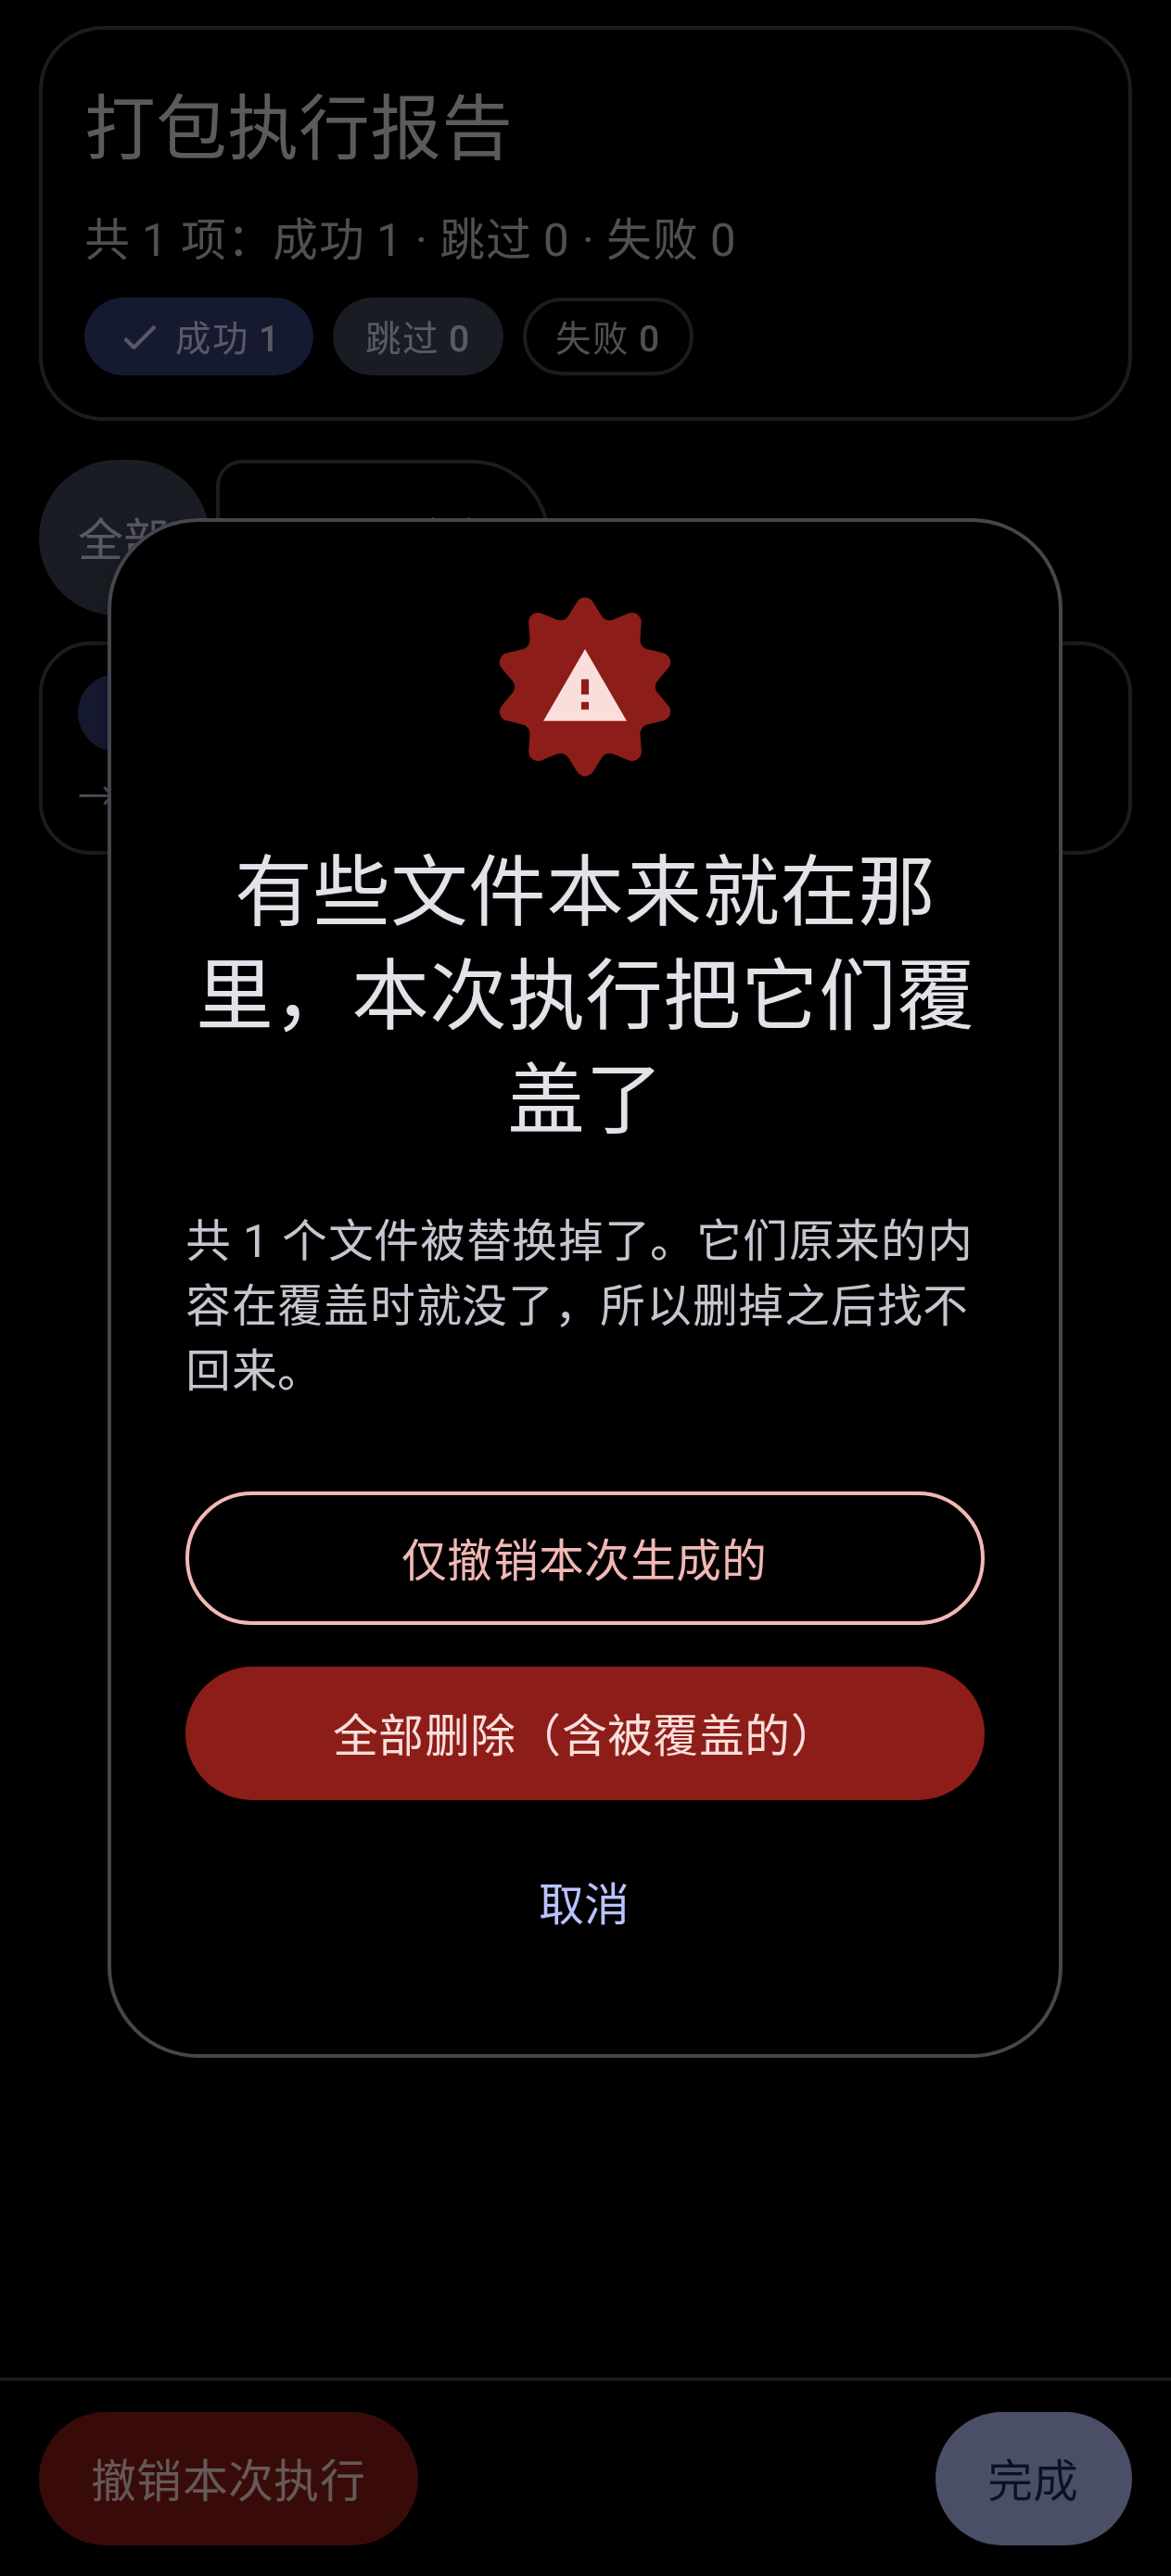 打包执行报告
共 1 项：成功 1 · 跳过 0 · 失败 0
成功 1
跳过 0
失败 0
全部
有些文件本来就在那
里，本次执行把它们覆
盖了
共 1 个文件被替换掉了。它们原来的内
容在覆盖时就没了，所以删掉之后找不
回来。
仅撤销本次生成的
全部删除（含被覆盖的）
取消
撤销本次执行
完成